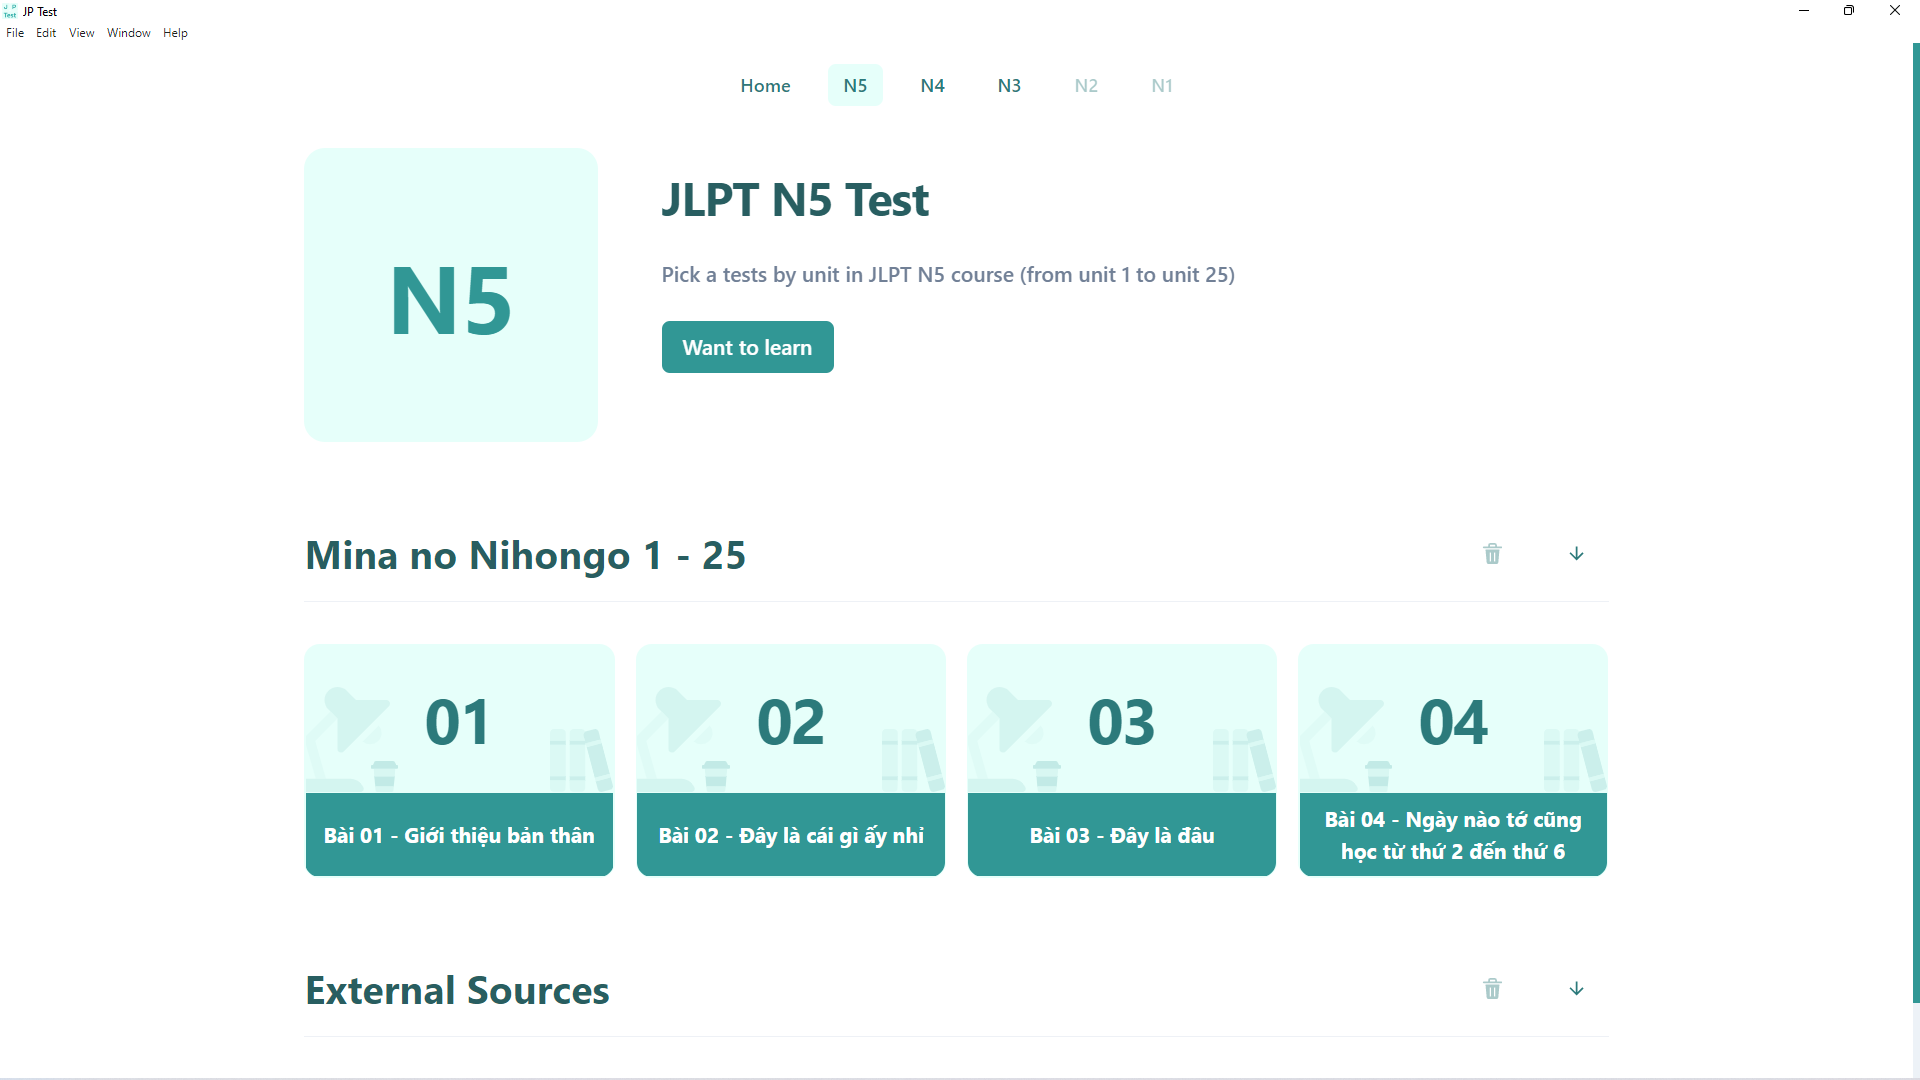 JP Test
File Edit View Window Help
Home N5 N4 N3 N2 N1
N5
JLPT N5 Test
Pick a tests by unit in JLPT N5 course (from unit 1 to unit 25)
Want to learn
Mina no Nihongo 1 - 25
01
Bài 01 - Giới thiệu bản thân
02
Bài 02 - Đây là cái gì ấy nhỉ
03
Bài 03 - Đây là đâu
04
Bài 04 - Ngày nào tớ cũng
học từ thứ 2 đến thứ 6
External Sources